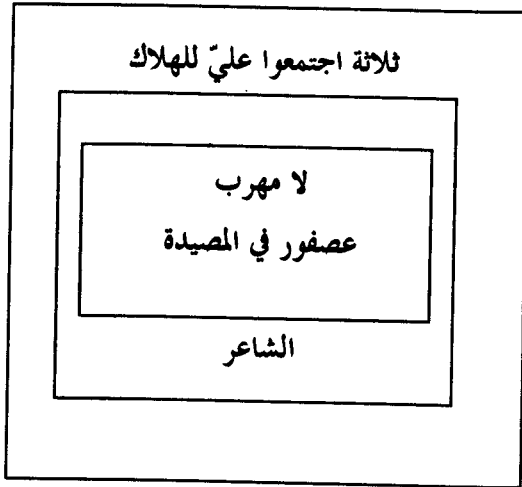 ثلاثة اجتمعوا عليّ للهلاك
لا مهرب
عصفور في المصيدة
الشاعر